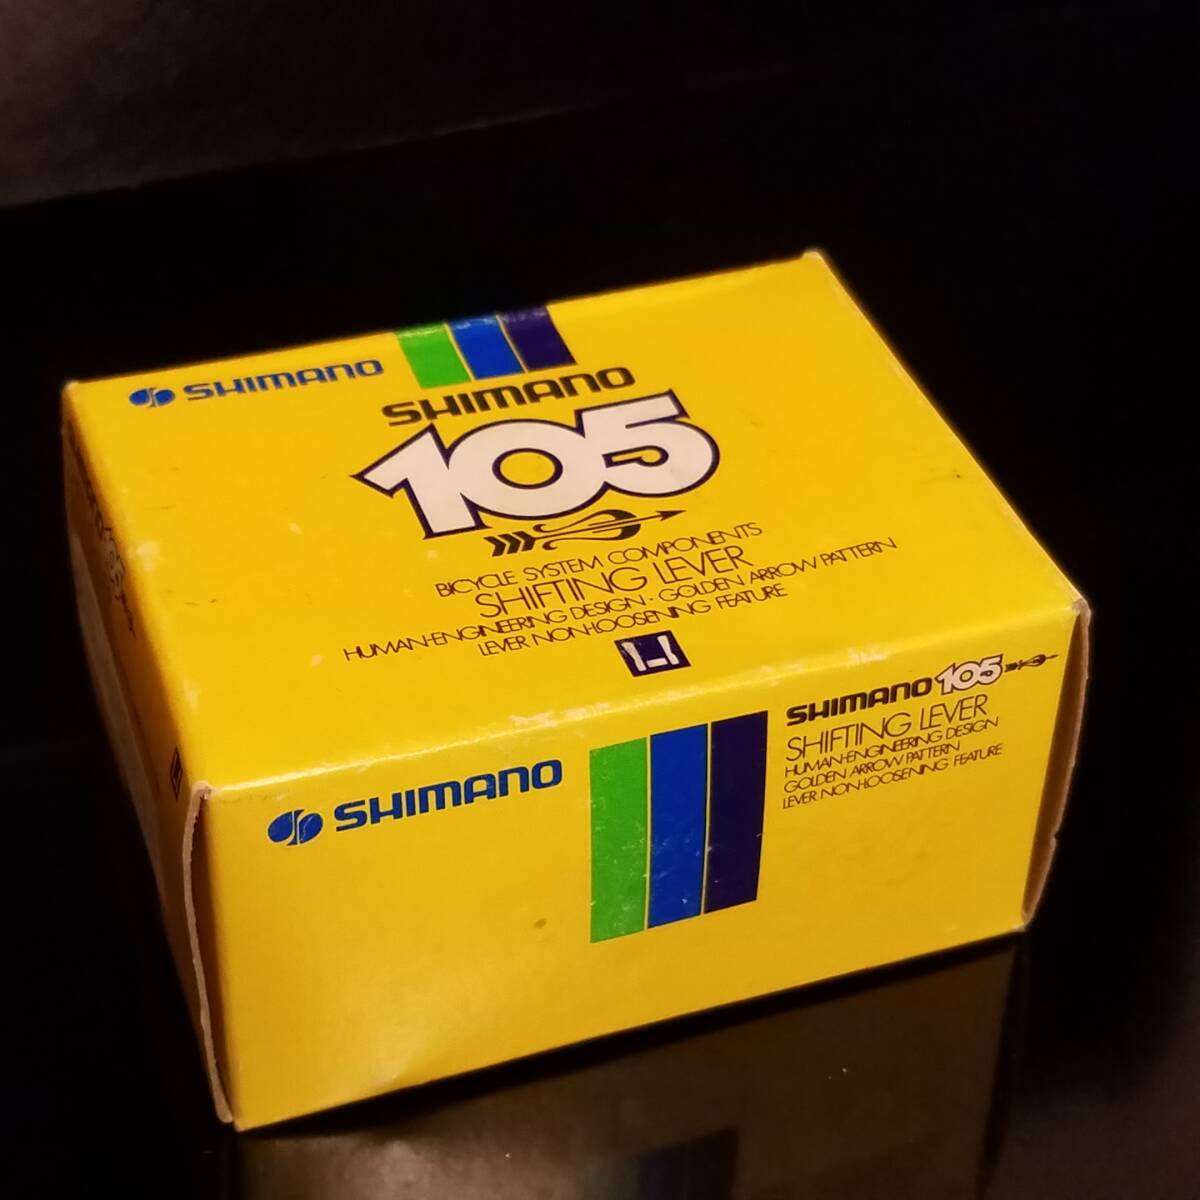 SHIMANO
SHIMANO
105
BICYCLE SYSTEM COMPONENTS
SHIFTING LEVER
HUMAN-ENGINEERING DESIGN · GOLDEN ARROW PATTERN
LEVER NON-LOOSENING FEATURE
SHIMANO
SHIMANO 105
SHIFTING LEVER
HUMAN-ENGINEERING DESIGN
GOLDEN ARROW PATTERN
LEVER NON-LOOSENING FEATURE